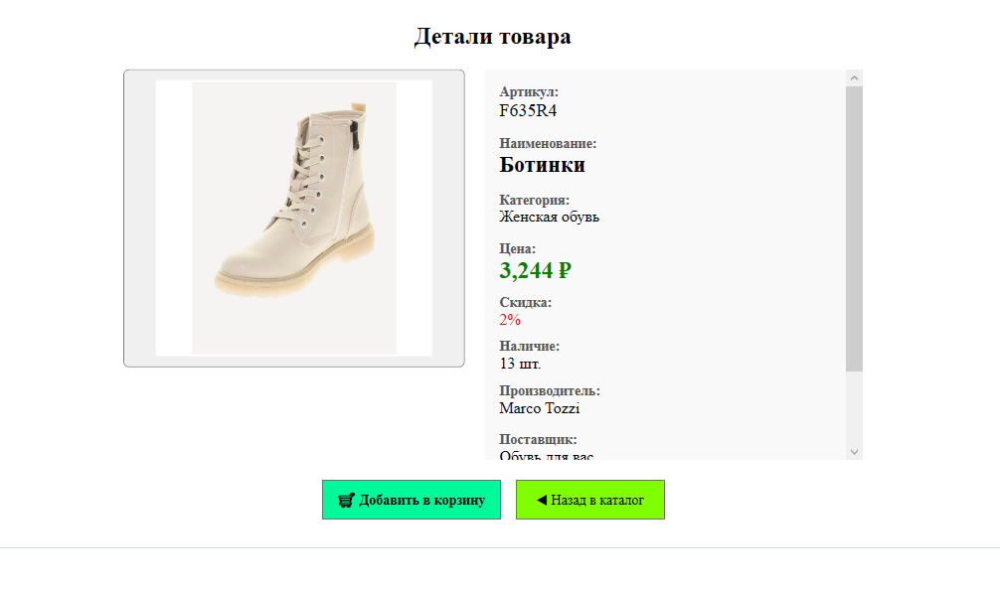 Детали товара
Артикул:
F635R4
Наименование:
Ботинки
Категория:
Женская обувь
Цена:
3,244 ₽
Скидка:
2%
Наличие:
13 шт.
Производитель:
Marco Tozzi
Поставщик:
Обувь для вас
🛒 Добавить в корзину
◀ Назад в каталог